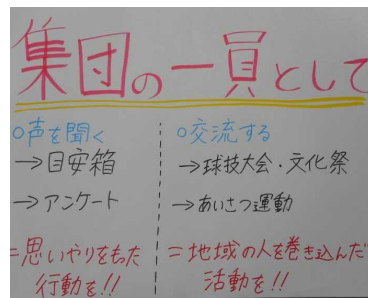 集団の一員として
○声を聞く
→目安箱
→アンケート
=思いやりをもった
行動を!!
○交流する
→球技大会・文化祭
→あいさつ運動
=地域の人を巻き込んだ
活動を!!